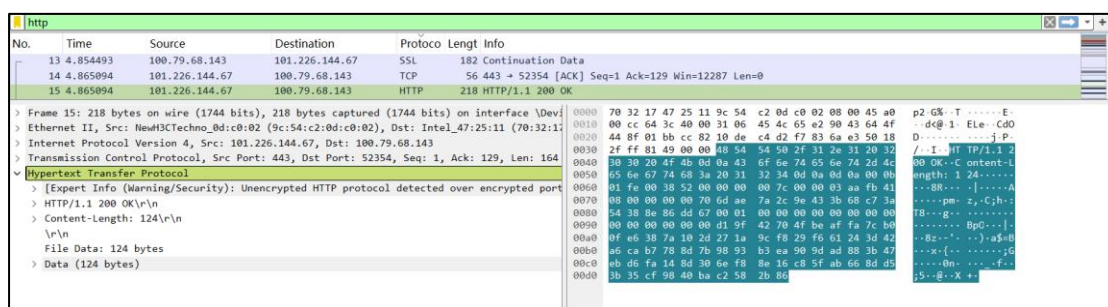 http
No. Time Source Destination Protoco Lengt Info
13 4.854493 100.79.68.143 101.226.144.67 SSL 182 Continuation Data
14 4.865094 101.226.144.67 100.79.68.143 TCP 56 443 → 52354 [ACK] Seq=1 Ack=129 Win=12287 Len=0
15 4.865094 101.226.144.67 100.79.68.143 HTTP 218 HTTP/1.1 200 OK
> Frame 15: 218 bytes on wire (1744 bits), 218 bytes captured (1744 bits) on interface \Devi
> Ethernet II, Src: NewH3CTechno_0d:c0:02 (9c:54:c2:0d:c0:02), Dst: Intel_47:25:11 (70:32:17
> Internet Protocol Version 4, Src: 101.226.144.67, Dst: 100.79.68.143
> Transmission Control Protocol, Src Port: 443, Dst Port: 52354, Seq: 1, Ack: 129, Len: 164
Hypertext Transfer Protocol
> [Expert Info (Warning/Security): Unencrypted HTTP protocol detected over encrypted port
> HTTP/1.1 200 OK\r\n
> Content-Length: 124\r\n
\r\n
File Data: 124 bytes
> Data (124 bytes)
0000 70 32 17 47 25 11 9c 54 c2 0d c0 02 08 00 45 a0 p2·G%··T ······E·
0010 00 cc 64 3c 40 00 31 06 45 4c 65 e2 90 43 64 4f ··d<@·1· ELe··CdO
0020 44 8f 01 bb cc 82 10 de c4 d2 f7 83 6a e3 50 18 D······· ····j·P·
0030 2f ff 81 49 00 00 48 54 54 50 2f 31 2e 31 20 32 /··I··HT TP/1.1 2
0040 30 30 20 4f 4b 0d 0a 43 6f 6e 74 65 6e 74 2d 4c 00 OK··C ontent-L
0050 65 6e 67 74 68 3a 20 31 32 34 0d 0a 0d 0a 00 0b ength: 1 24······
0060 01 fe 00 38 52 00 00 00 00 7c 00 00 03 aa fb 41 ···8R··· ·|·····A
0070 08 00 00 00 00 70 6d ae 7a 2c 9e 43 3b 68 c7 3a ·····pm· z,·C;h·:
0080 54 38 8e 86 dd 67 00 01 00 00 00 00 00 00 00 00 T8···g·· ········
0090 00 00 00 00 00 d1 9f 42 70 4f be af fa 7c b0
00a0 0f e6 38 7a 10 2d 27 1a 9c f8 29 f6 61 24 3d 42 ··8z·-'· ··)·a$=B
00b0 a6 ca b7 78 8d 7b 98 93 b3 ea 90 9d ad 88 3b 47 ···x·{·· ······;G
00c0 eb d6 fa 14 8d 30 6e f8 8e 16 c8 5f ab 66 8d d5 ·····0n· ···_·f··
00d0 3b 35 cf 98 40 ba c2 58 2b 86 ;5··@··X +·